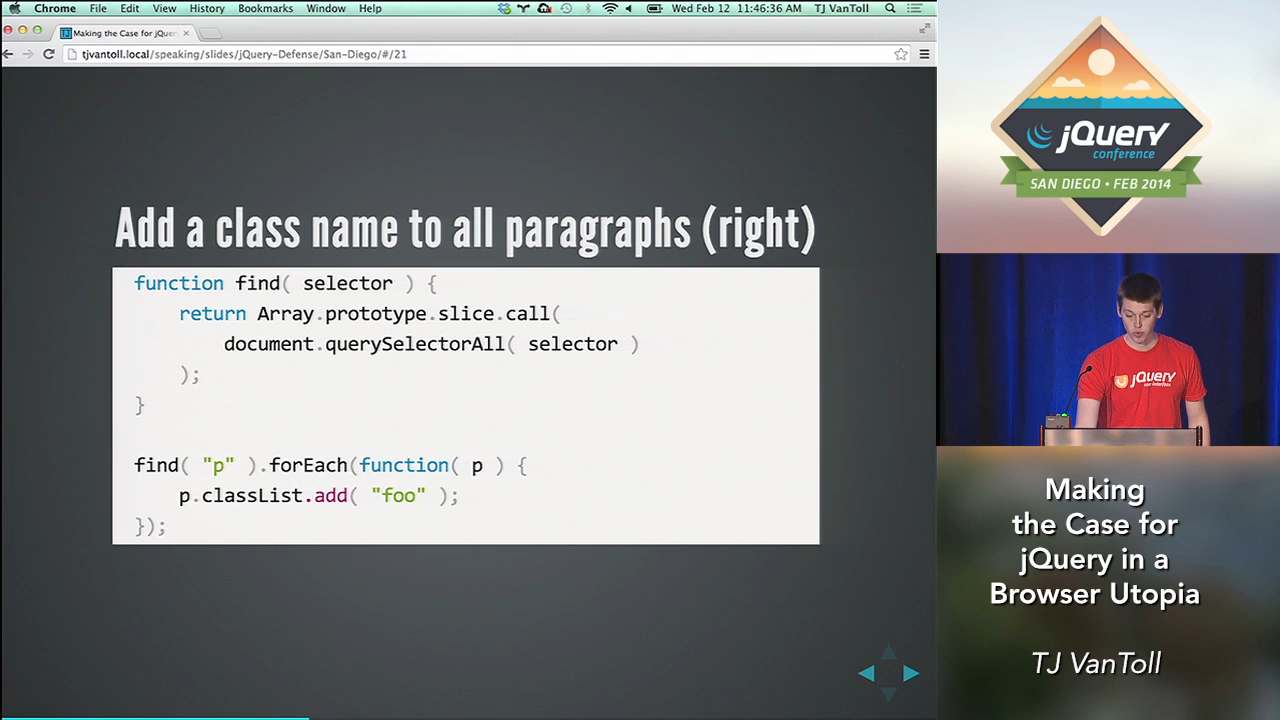 Chrome File Edit View History Bookmarks Window Help Wed Feb 12 11:46:36 AM TJ VanToll
Making the Case for jQuer
tjvantoll.local/speaking/slides/jQuery-Defense/San-Diego/#/21
Add a class name to all paragraphs (right)
function find( selector ) {
return Array.prototype.slice.call(
document.querySelectorAll( selector )
);
}
find( "p" ).forEach(function( p ) {
p.classList.add( "foo" );
});
jQuery
conference
SAN DIEGO • FEB 2014
jQuery
user interface
Making
the Case for
jQuery in a
Browser Utopia
TJ VanToll